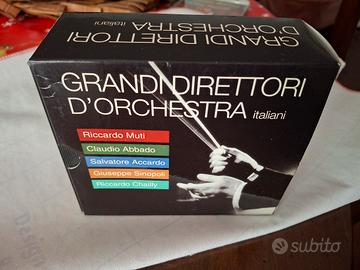 GRANDI DIRETTORI
D'ORCHESTRA
italiani
GRANDI DIRETTORI
D'ORCHESTRA italiani
Riccardo Muti
Claudio Abbado
Salvatore Accardo
Giuseppe Sinopoli
Riccardo Chailly
subito